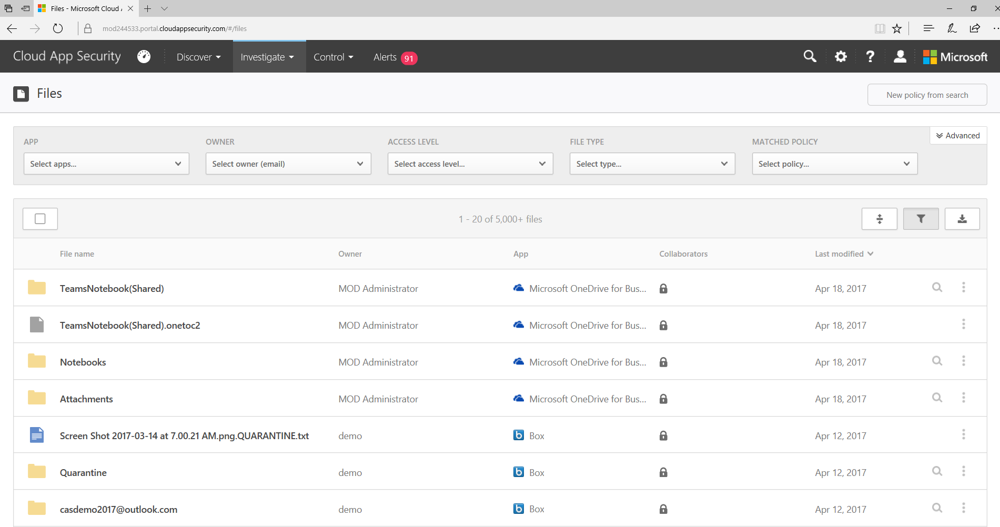 Files - Microsoft Cloud A
mod244533.portal.cloudappsecurity.com/#/files
Cloud App Security Discover Investigate Control Alerts 91 ? Microsoft
Files New policy from search
Advanced
APP OWNER ACCESS LEVEL FILE TYPE MATCHED POLICY
Select apps... Select owner (email) Select access level... Select type... Select policy...
1 - 20 of 5,000+ files
File name Owner App Collaborators Last modified
TeamsNotebook(Shared) MOD Administrator Microsoft OneDrive for Bus... Apr 18, 2017
TeamsNotebook(Shared).onetoc2 MOD Administrator Microsoft OneDrive for Bus... Apr 18, 2017
Notebooks MOD Administrator Microsoft OneDrive for Bus... Apr 18, 2017
Attachments MOD Administrator Microsoft OneDrive for Bus... Apr 18, 2017
Screen Shot 2017-03-14 at 7.00.21 AM.png.QUARANTINE.txt demo b Box Apr 12, 2017
Quarantine demo b Box Apr 12, 2017
casdemo2017@outlook.com demo b Box Apr 12, 2017